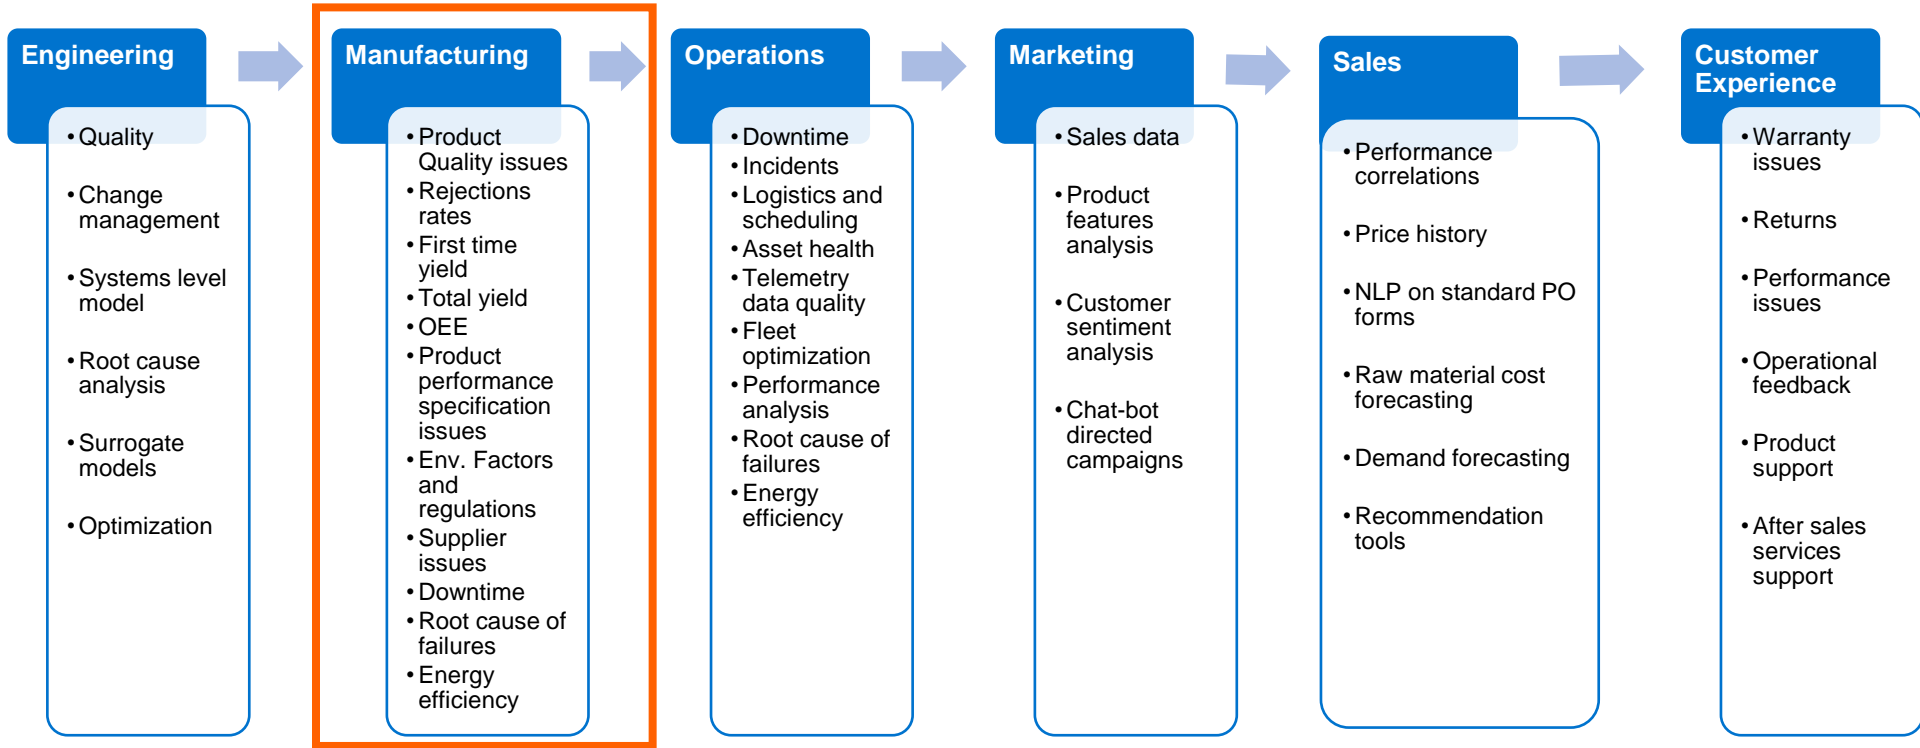 Engineering
• Quality
• Change
management
• Systems level
model
• Root cause
analysis
• Surrogate
models
• Optimization
Manufacturing
• Product
Quality issues
• Rejections
rates
• First time
yield
• Total yield
• OEE
• Product
performance
specification
issues
• Env. Factors
and
regulations
• Supplier
issues
• Downtime
• Root cause of
failures
• Energy
efficiency
Operations
• Downtime
• Incidents
• Logistics and
scheduling
• Asset health
• Telemetry
data quality
• Fleet
optimization
• Performance
analysis
• Root cause of
failures
• Energy
efficiency
Marketing
• Sales data
• Product
features
analysis
• Customer
sentiment
analysis
• Chat-bot
directed
campaigns
Sales
• Performance
correlations
• Price history
• NLP on standard PO
forms
• Raw material cost
forecasting
• Demand forecasting
• Recommendation
tools
Customer
Experience
• Warranty
issues
• Returns
• Performance
issues
• Operational
feedback
• Product
support
• After sales
services
support